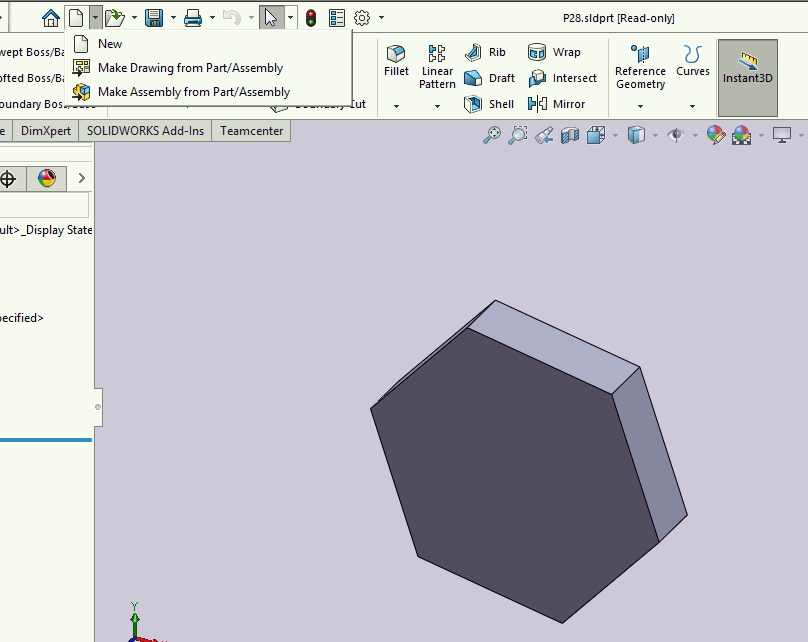 P28.sldprt [Read-only]
New
Make Drawing from Part/Assembly
Make Assembly from Part/Assembly
wept Boss/Ba
ofted Boss/B
oundary Boss/Base
Boundary Cut
Fillet
Linear Pattern
Rib
Draft
Shell
Wrap
Intersect
Mirror
Reference Geometry
Curves
Instant3D
e
DimXpert
SOLIDWORKS Add-Ins
Teamcenter
ult>_Display State
ecified>
Y